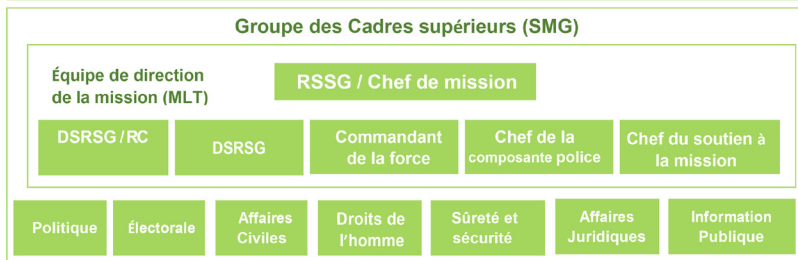 Groupe des Cadres supérieurs (SMG)
Équipe de direction
de la mission (MLT)
RSSG / Chef de mission
DSRSG / RC
DSRSG
Commandant
de la force
Chef de la
composante police
Chef du soutien à
la mission
Politique
Électorale
Affaires
Civiles
Droits de
l'homme
Sûreté et
sécurité
Affaires
Juridiques
Information
Publique